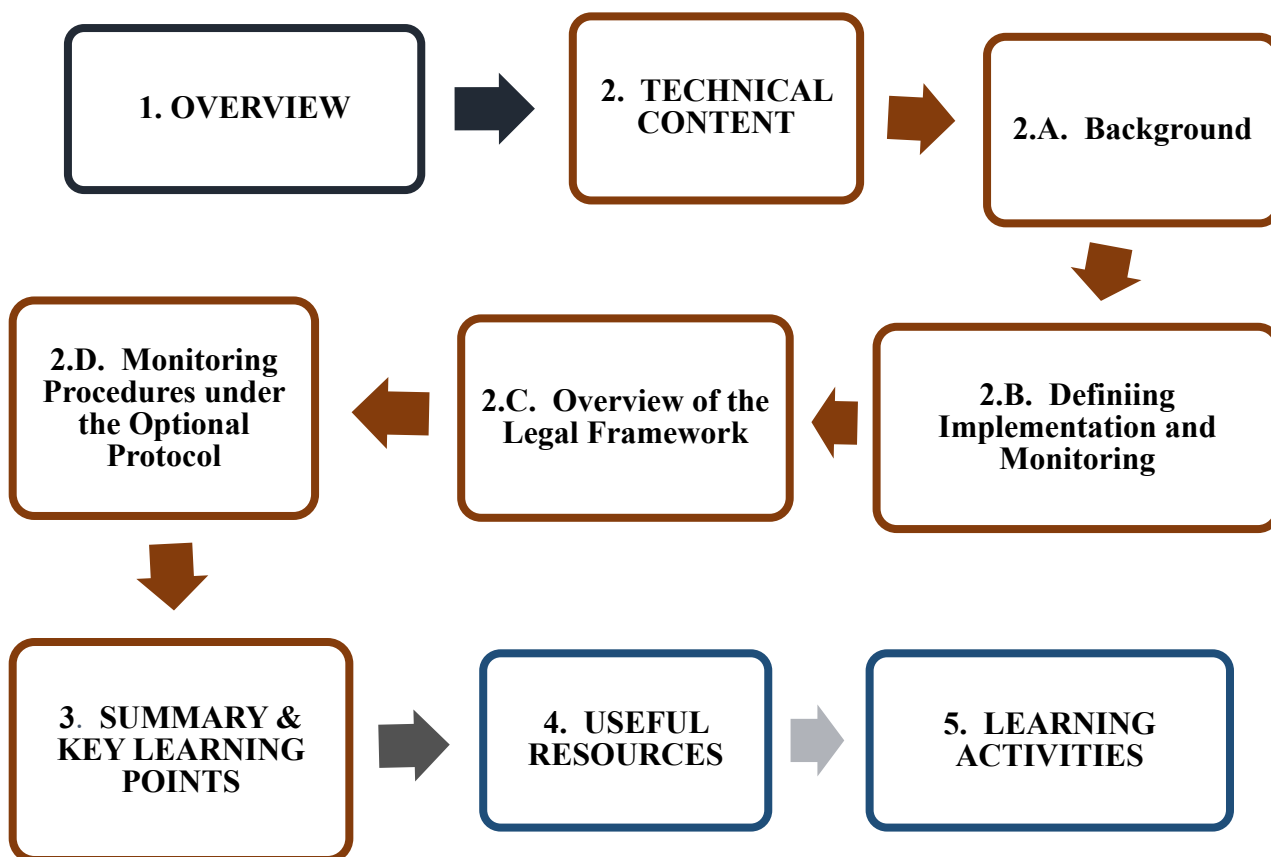 1. OVERVIEW
2. TECHNICAL
CONTENT
2.A. Background
2.B. Definiing
Implementation and
Monitoring
2.C. Overview of the
Legal Framework
2.D. Monitoring
Procedures under
the Optional
Protocol
3. SUMMARY &
KEY LEARNING
POINTS
4. USEFUL
RESOURCES
5. LEARNING
ACTIVITIES